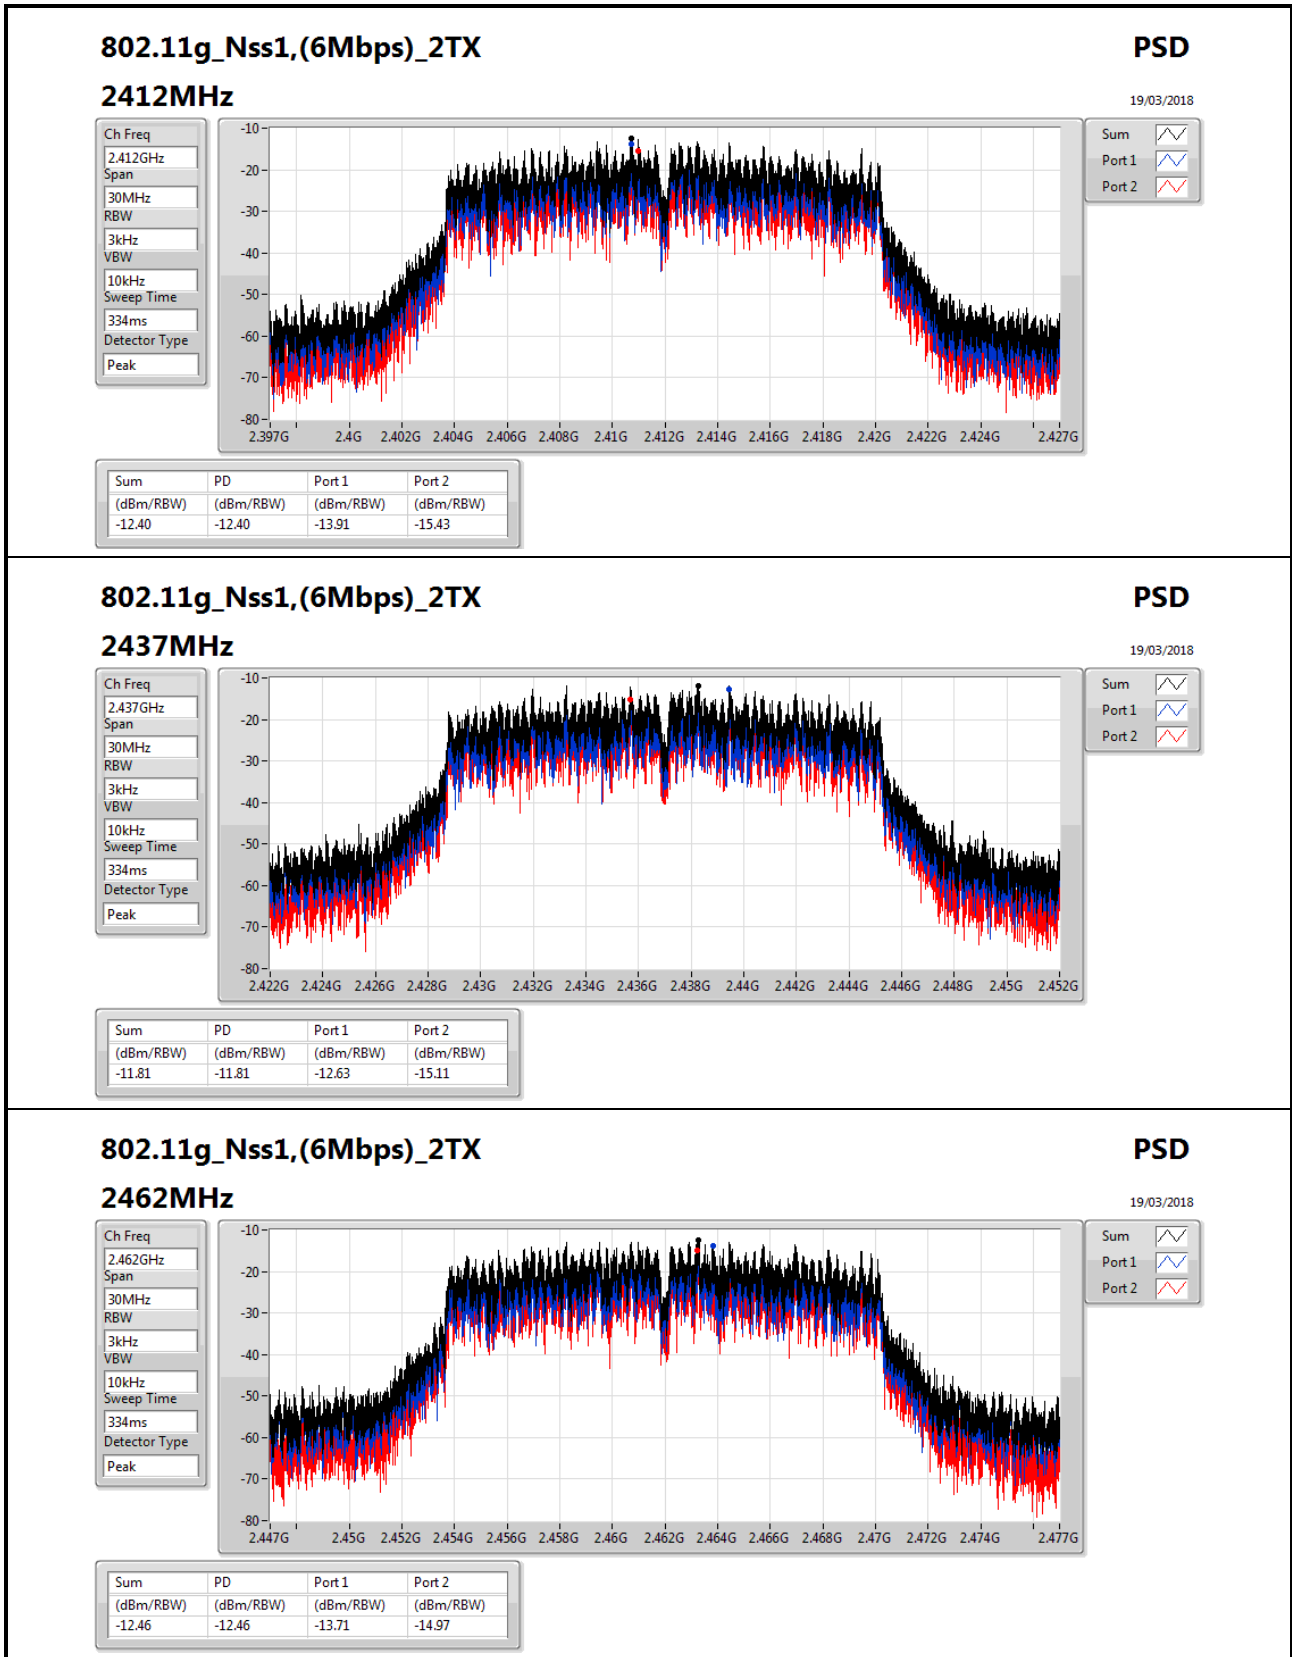 802.11g_Nss1,(6Mbps)_2TX PSD
2412MHz 19/03/2018
Ch Freq
2.412GHz
Span
30MHz
RBW
3kHz
VBW
10kHz
Sweep Time
334ms
Detector Type
Peak
-10
-20
-30
-40
-50
-60
-70
-80
2.397G 2.4G 2.402G 2.404G 2.406G 2.408G 2.41G 2.412G 2.414G 2.416G 2.418G 2.42G 2.422G 2.424G 2.427G
Sum
Port 1
Port 2
Sum PD Port 1 Port 2
(dBm/RBW) (dBm/RBW) (dBm/RBW) (dBm/RBW)
-12.40 -12.40 -13.91 -15.43
802.11g_Nss1,(6Mbps)_2TX PSD
2437MHz 19/03/2018
Ch Freq
2.437GHz
Span
30MHz
RBW
3kHz
VBW
10kHz
Sweep Time
334ms
Detector Type
Peak
-10
-20
-30
-40
-50
-60
-70
-80
2.422G 2.424G 2.426G 2.428G 2.43G 2.432G 2.434G 2.436G 2.438G 2.44G 2.442G 2.444G 2.446G 2.448G 2.45G 2.452G
Sum
Port 1
Port 2
Sum PD Port 1 Port 2
(dBm/RBW) (dBm/RBW) (dBm/RBW) (dBm/RBW)
-11.81 -11.81 -12.63 -15.11
802.11g_Nss1,(6Mbps)_2TX PSD
2462MHz 19/03/2018
Ch Freq
2.462GHz
Span
30MHz
RBW
3kHz
VBW
10kHz
Sweep Time
334ms
Detector Type
Peak
-10
-20
-30
-40
-50
-60
-70
-80
2.447G 2.45G 2.452G 2.454G 2.456G 2.458G 2.46G 2.462G 2.464G 2.466G 2.468G 2.47G 2.472G 2.474G 2.477G
Sum
Port 1
Port 2
Sum PD Port 1 Port 2
(dBm/RBW) (dBm/RBW) (dBm/RBW) (dBm/RBW)
-12.46 -12.46 -13.71 -14.97